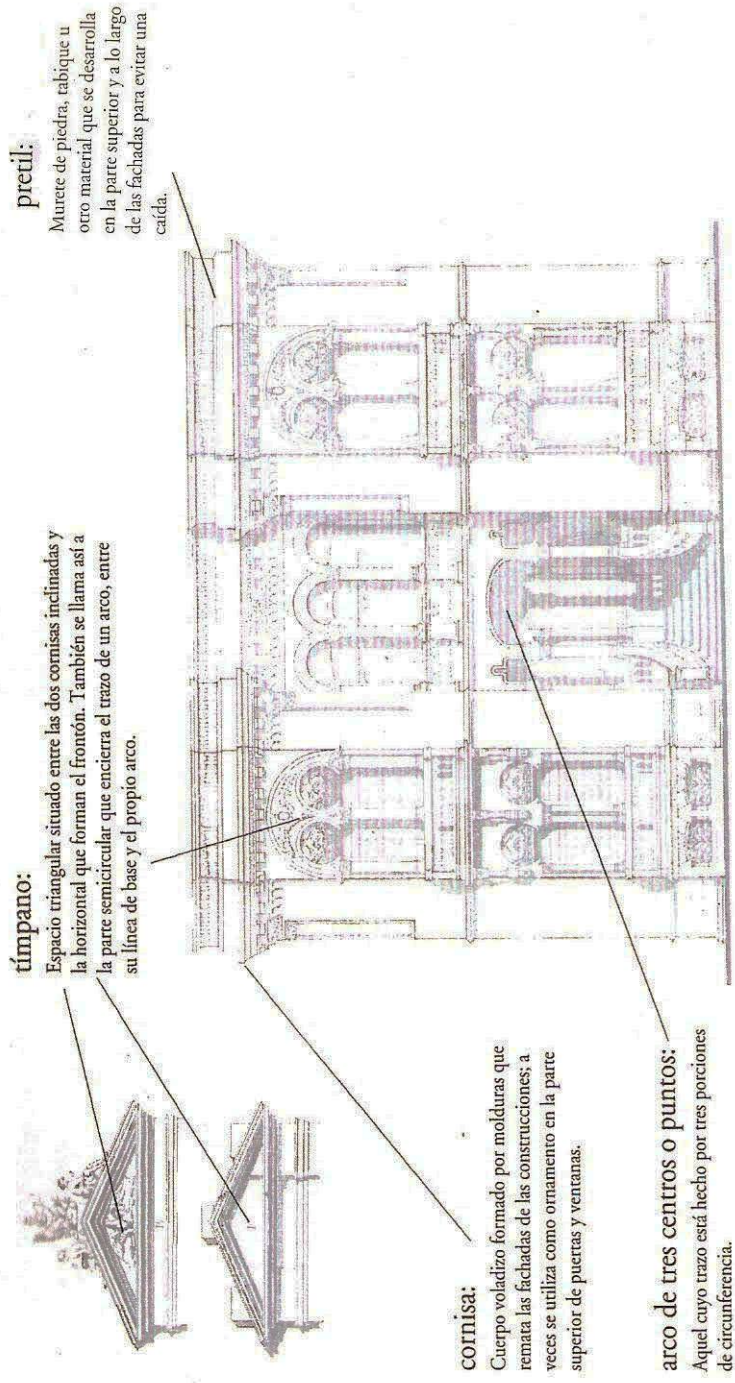 tímpano:
Espacio triangular situado entre las dos cornisas inclinadas y
la horizontal que forman el frontón. También se llama así a
la parte semicircular que encierra el trazo de un arco, entre
su línea de base y el propio arco.
pretil:
Murete de piedra, tabique u
otro material que se desarrolla
en la parte superior y a lo largo
de las fachadas para evitar una
caída.
cornisa:
Cuerpo voladizo formado por molduras que
remata las fachadas de las construcciones; a
veces se utiliza como ornamento en la parte
superior de puertas y ventanas.
arco de tres centros o puntos:
Aquel cuyo trazo está hecho por tres porciones
de circunferencia.